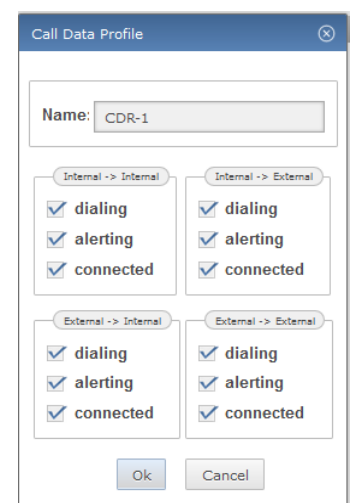 Call Data Profile
Name: CDR-1
Internal -> Internal
dialing
alerting
connected
Internal -> External
dialing
alerting
connected
External -> Internal
dialing
alerting
connected
External -> External
dialing
alerting
connected
Ok
Cancel